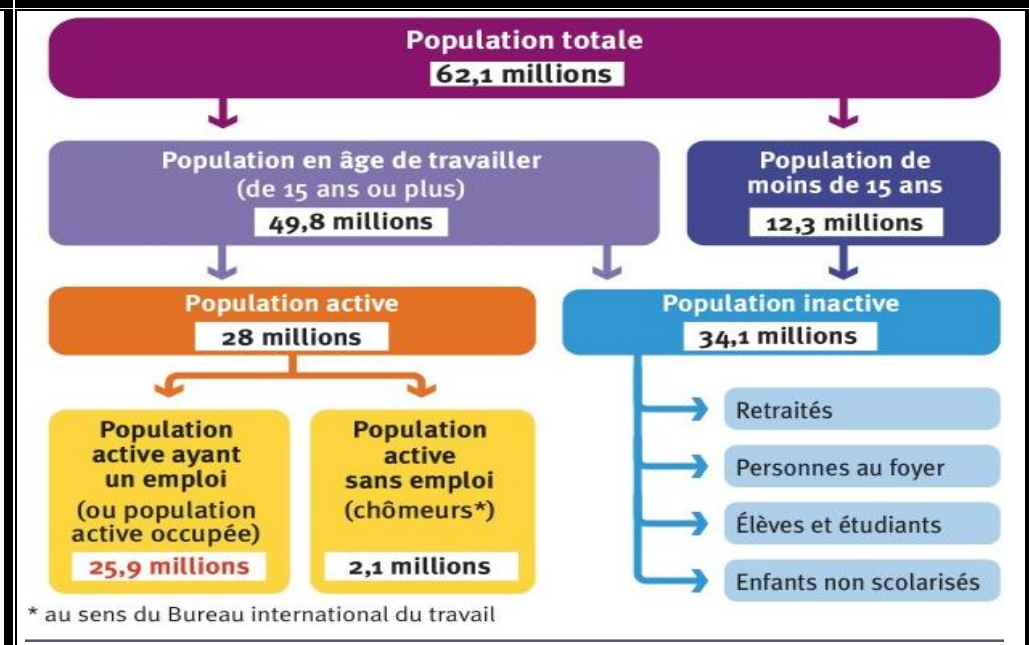 Population totale
62,1 millions
Population en âge de travailler
(de 15 ans ou plus)
49,8 millions
Population de
moins de 15 ans
12,3 millions
Population active
28 millions
Population inactive
34,1 millions
Population
active ayant
un emploi
(ou population
active occupée)
25,9 millions
Population
active
sans emploi
(chômeurs*)
2,1 millions
Retraités
Personnes au foyer
Élèves et étudiants
Enfants non scolarisés
* au sens du Bureau international du travail